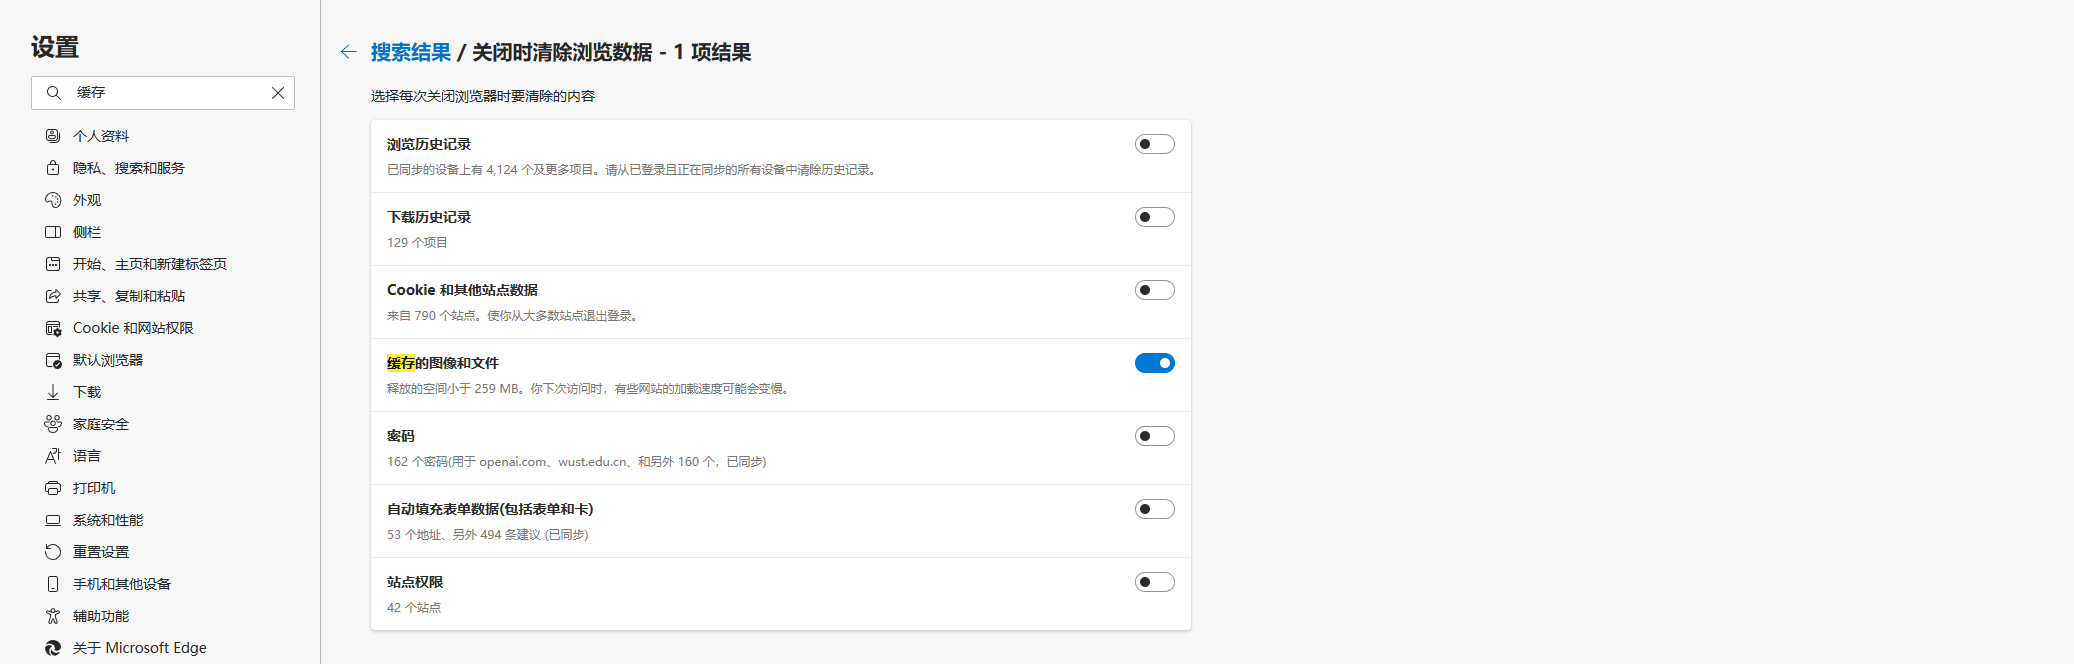 设置
缓存
个人资料
隐私、搜索和服务
外观
侧栏
开始、主页和新建标签页
共享、复制和粘贴
Cookie 和网站权限
默认浏览器
下载
家庭安全
语言
打印机
系统和性能
重置设置
手机和其他设备
辅助功能
关于 Microsoft Edge
搜索结果 / 关闭时清除浏览数据 - 1 项结果
选择每次关闭浏览器时要清除的内容
浏览历史记录
已同步的设备上有 4,124 个及更多项目。请从已登录且正在同步的所有设备中清除历史记录。
下载历史记录
129 个项目
Cookie 和其他站点数据
来自 790 个站点。使你从大多数站点退出登录。
缓存的图像和文件
释放的空间小于 259 MB。你下次访问时，有些网站的加载速度可能会变慢。
密码
162 个密码(用于 openai.com、wust.edu.cn、和另外 160 个，已同步)
自动填充表单数据(包括表单和卡)
53 个地址、另外 494 条建议 (已同步)
站点权限
42 个站点